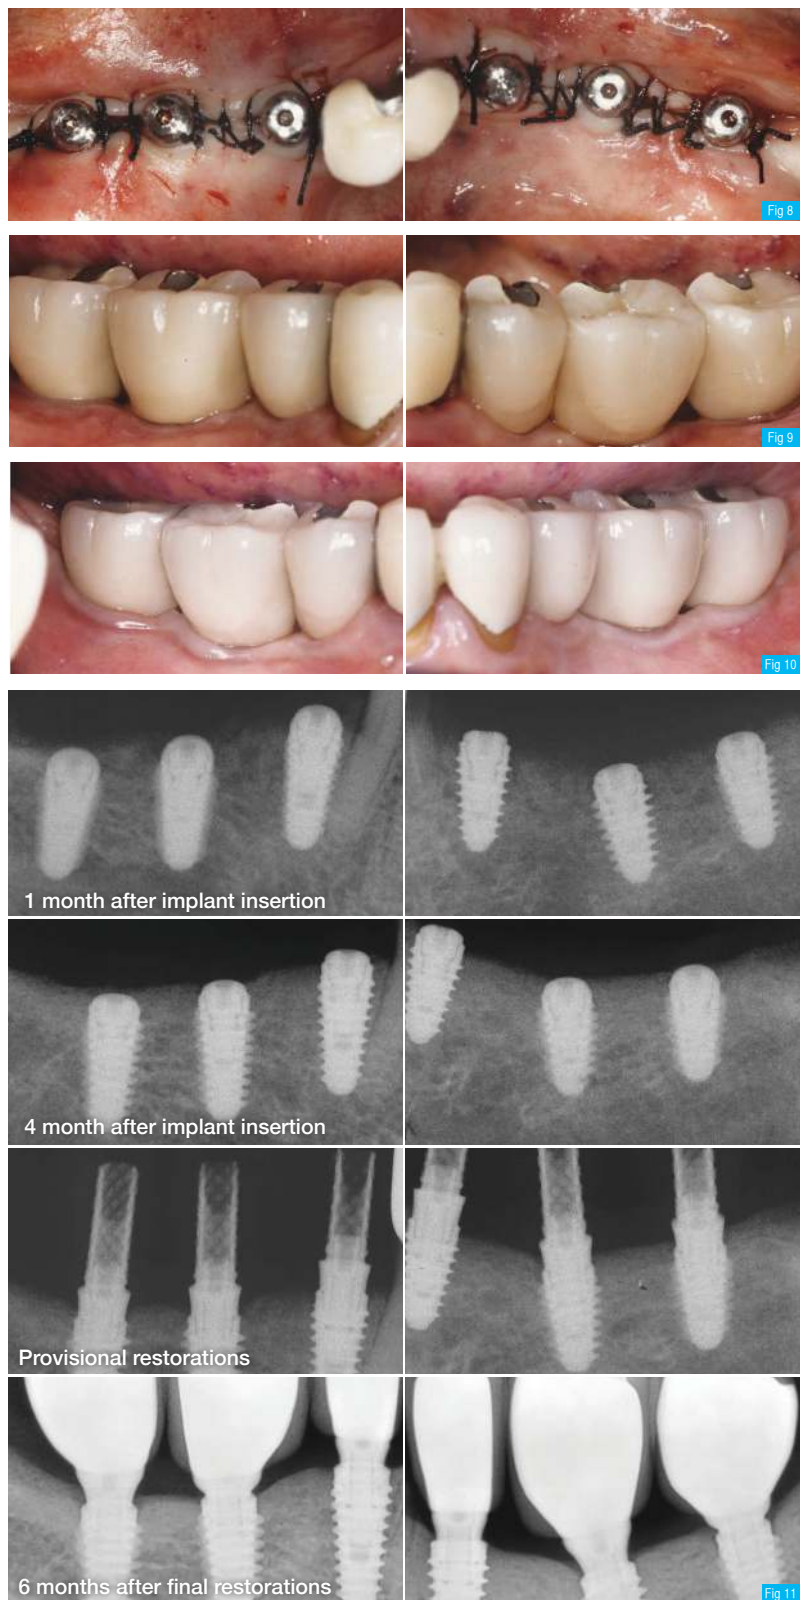 Fig 8
Fig 9
Fig 10
1 month after implant insertion
4 month after implant insertion
Provisional restorations
6 months after final restorations
Fig 11